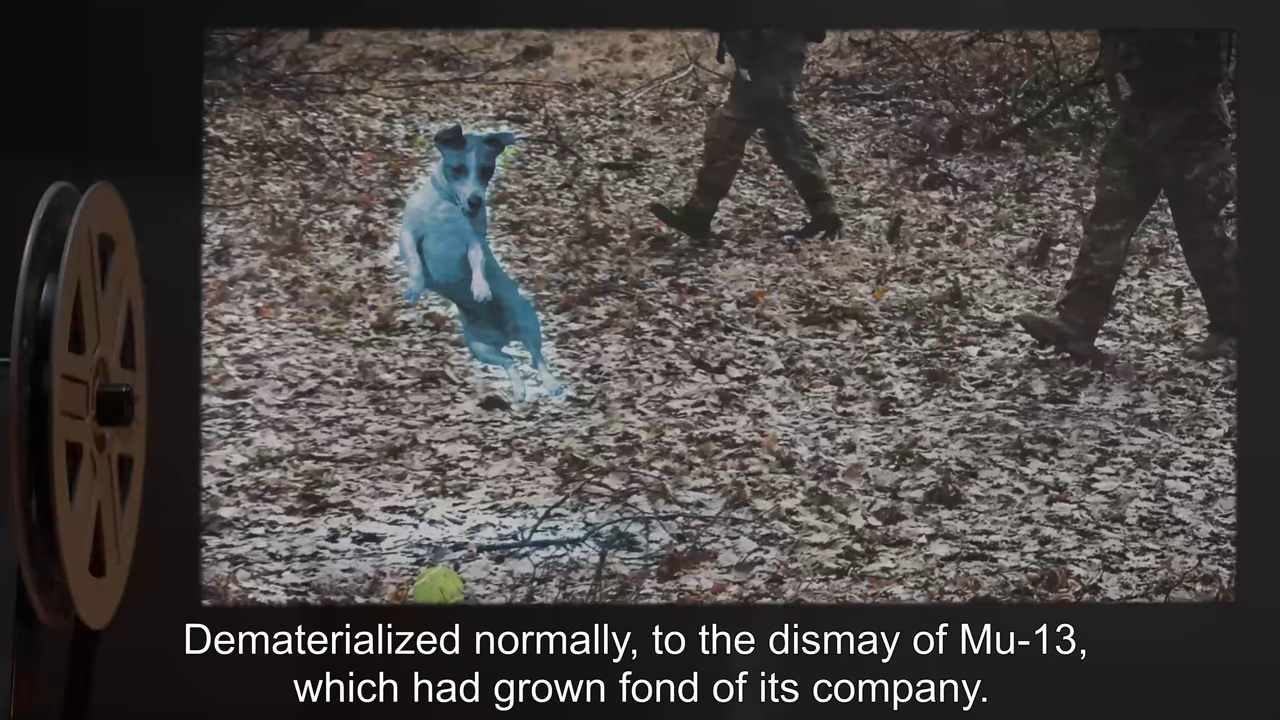 Dematerialized normally, to the dismay of Mu-13,
which had grown fond of its company.